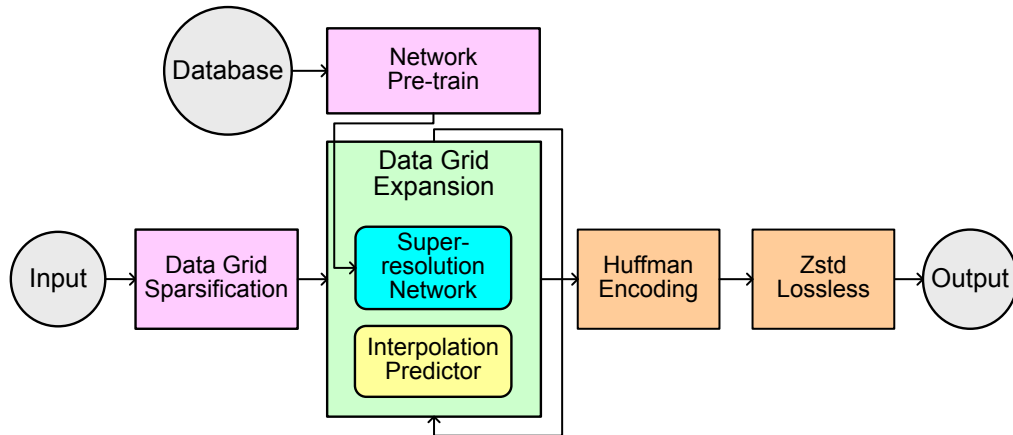 Database
Network
Pre-train
Data Grid
Expansion
Input
Data Grid
Sparsification
Super-
resolution
Network
Interpolation
Predictor
Huffman
Encoding
Zstd
Lossless
Output